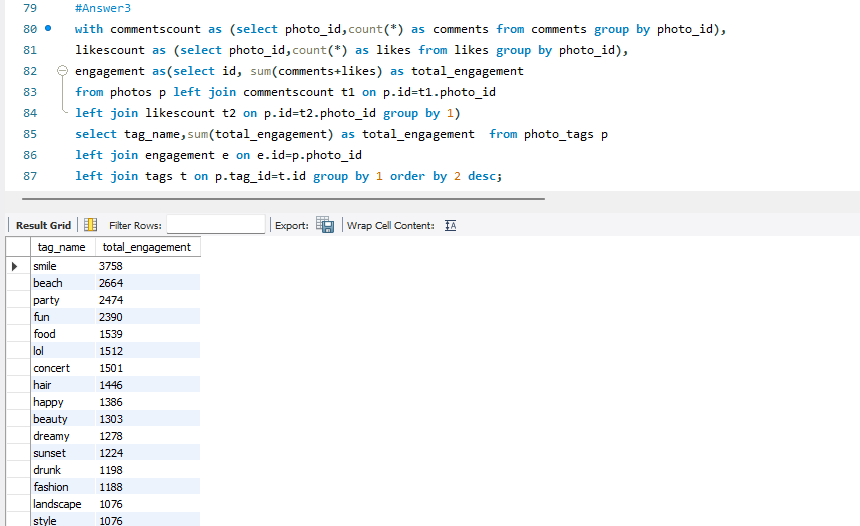 79 #Answer3
80 with commentscount as (select photo_id,count(*) as comments from comments group by photo_id),
81 likescount as (select photo_id,count(*) as likes from likes group by photo_id),
82 engagement as(select id, sum(comments+likes) as total_engagement
83 from photos p left join commentscount t1 on p.id=t1.photo_id
84 left join likescount t2 on p.id=t2.photo_id group by 1)
85 select tag_name,sum(total_engagement) as total_engagement  from photo_tags p
86 left join engagement e on e.id=p.photo_id
87 left join tags t on p.tag_id=t.id group by 1 order by 2 desc;
Result Grid Filter Rows: Export: Wrap Cell Content: IA
tag_name total_engagement
smile 3758
beach 2664
party 2474
fun 2390
food 1539
lol 1512
concert 1501
hair 1446
happy 1386
beauty 1303
dreamy 1278
sunset 1224
drunk 1198
fashion 1188
landscape 1076
style 1076